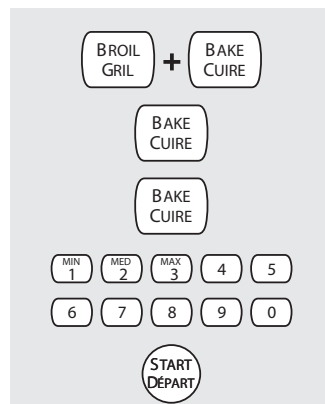 BROIL + BAKE
GRIL CUIRE
BAKE
CUIRE
BAKE
CUIRE
MIN MED MAX
1 2 3 4 5
6 7 8 9 0
START
DÉPART